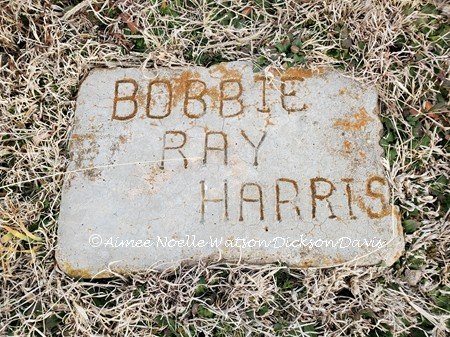 BOBBIE
RAY
HARRIS
©Aimee Noelle Watson Dickson Davis